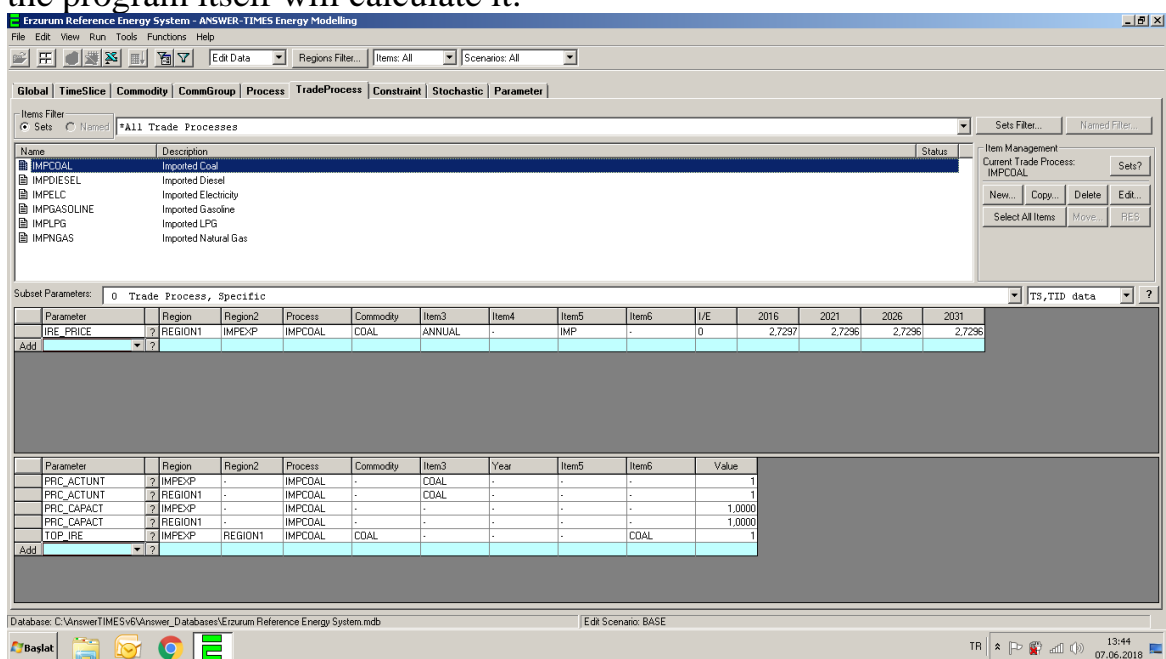 the program itself will calculate it.
Erzurum Reference Energy System - ANSWER-TIMES Energy Modelling
File Edit View Run Tools Functions Help
Edit Data Regions Filter... Items: All Scenarios: All
Global TimeSlice Commodity CommGroup Process TradeProcess Constraint Stochastic Parameter
Items Filter
Sets Named *All Trade Processes Sets Filter... Named Filter...
Name Description Status
IMPCOAL Imported Coal
IMPDIESEL Imported Diesel
IMPELC Imported Electricity
IMPGASOLINE Imported Gasoline
IMPLPG Imported LPG
IMPNGAS Imported Natural Gas
Item Management
Current Trade Process:
IMPCOAL
Sets?
New... Copy... Delete Edit...
Select All Items Move... RES
Subset Parameters: 0 Trade Process, Specific TS,TID data ?
Parameter Region Region2 Process Commodity Item3 Item4 Item5 Item6 I/E 2016 2021 2026 2031
IRE_PRICE ? REGION1 IMPEXP IMPCOAL COAL ANNUAL - IMP - 0 2,7297 2,7296 2,7296 2,7296
Add ?
Parameter Region Region2 Process Commodity Item3 Year Item5 Item6 Value
PRC_ACTUNT ? IMPEXP - IMPCOAL - COAL - - - 1
PRC_ACTUNT ? REGION1 - IMPCOAL - COAL - - - 1
PRC_CAPACT ? IMPEXP - IMPCOAL - - - - - 1,0000
PRC_CAPACT ? REGION1 - IMPCOAL - - - - - 1,0000
TOP_IRE ? IMPEXP REGION1 IMPCOAL COAL - - - COAL 1
Add ?
Database: C:\AnswerTIMESv6\Answer_Databases\Erzurum Reference Energy System.mdb Edit Scenario: BASE
Başlat TR 13:44
07.06.2018